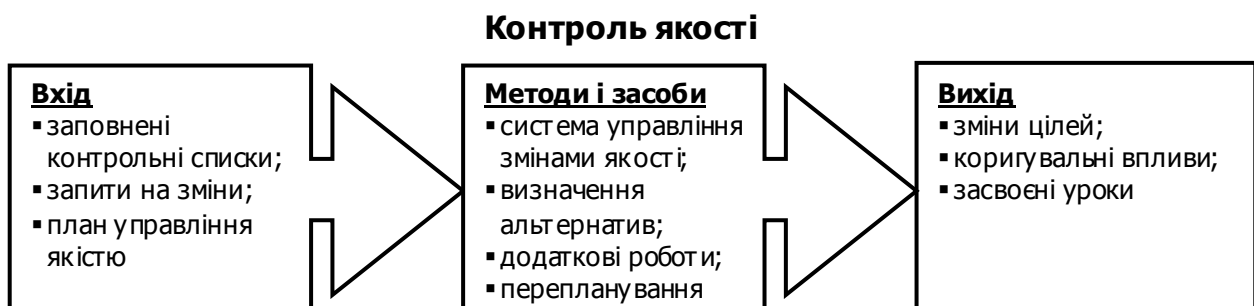 Контроль якості
Вхід
▪ заповнені
контрольні списки;
▪ запити на зміни;
▪ план управління
якістю
Методи і засоби
▪ система управління
змінами якості;
▪ визначення
альтернатив;
▪ додаткові роботи;
▪ перепланування
Вихід
▪ зміни цілей;
▪ коригувальні впливи;
▪ засвоєні уроки